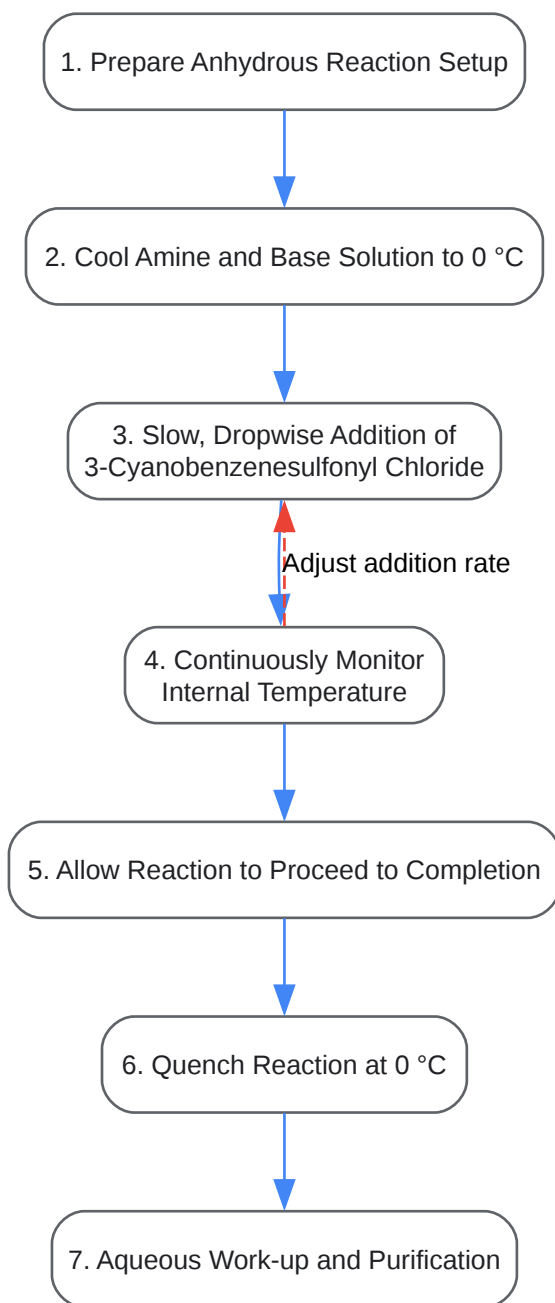 1. Prepare Anhydrous Reaction Setup
2. Cool Amine and Base Solution to 0 °C
3. Slow, Dropwise Addition of
3-Cyanobenzenesulfonyl Chloride
Adjust addition rate
4. Continuously Monitor
Internal Temperature
5. Allow Reaction to Proceed to Completion
6. Quench Reaction at 0 °C
7. Aqueous Work-up and Purification